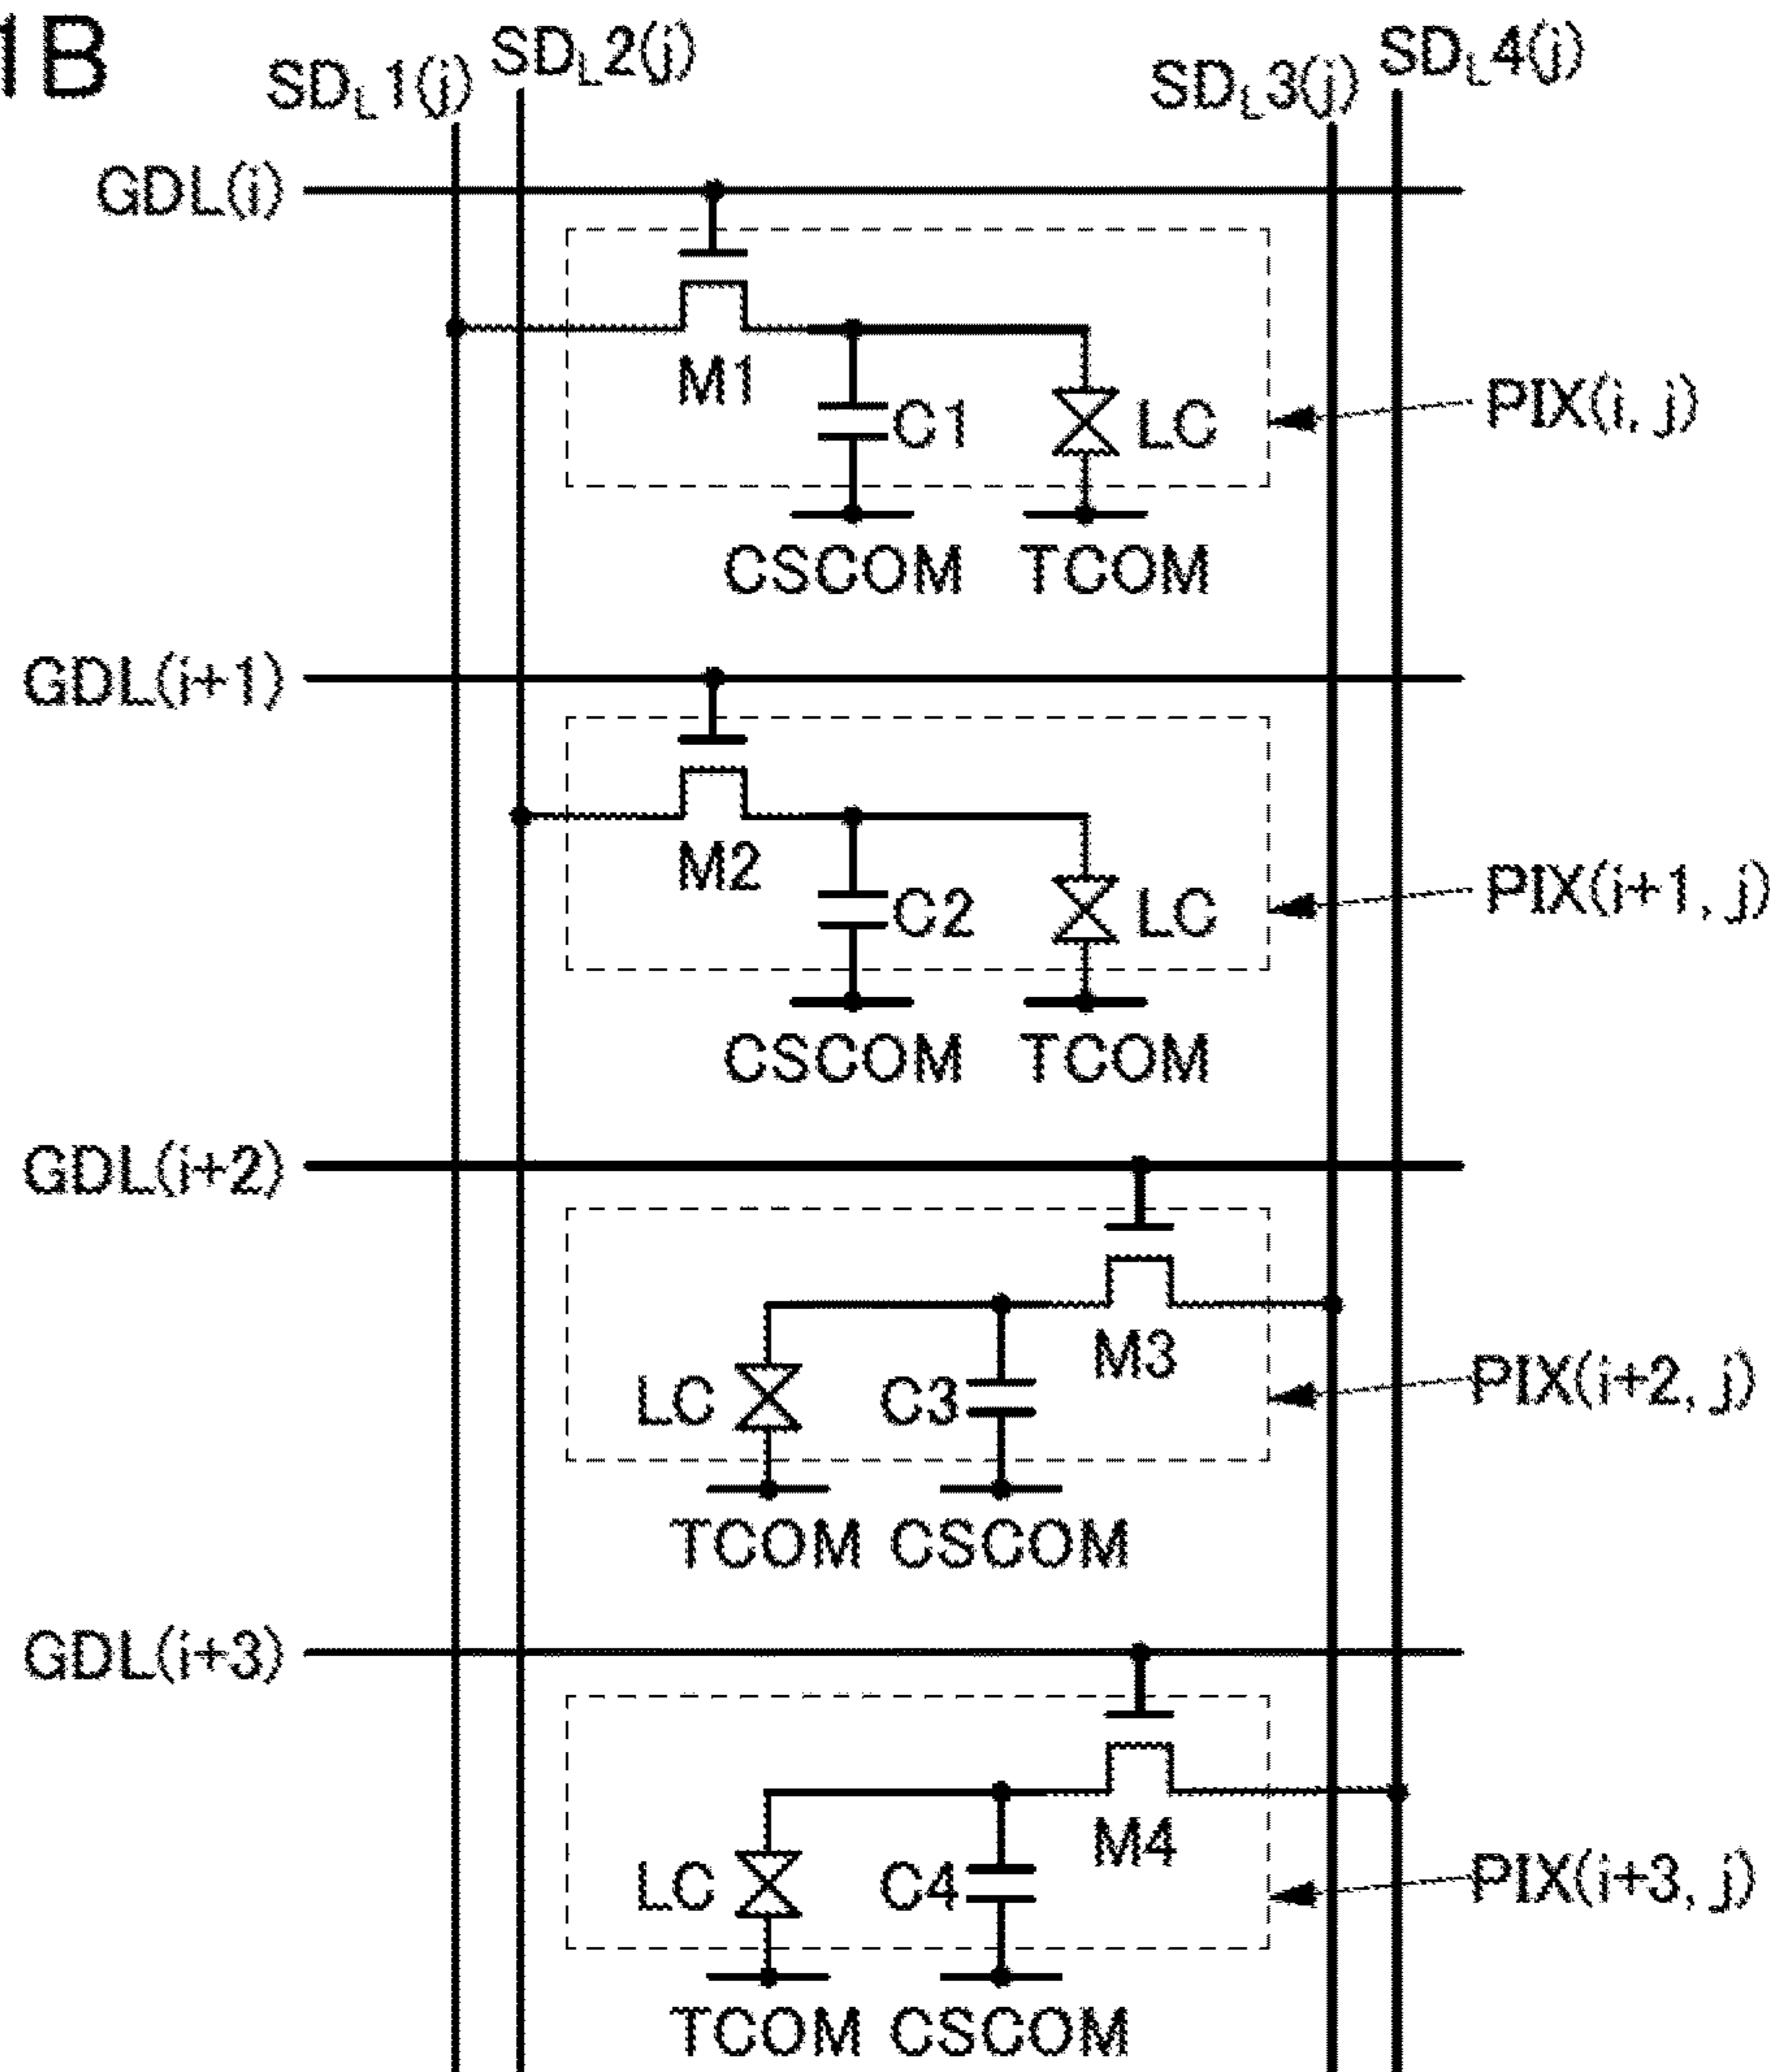 1B
SDL1(j) SDL2(j) SDL3(j) SDL4(j)
GDL(i)
M1
C1 LC
PIX(i, j)
CSCOM TCOM
GDL(i+1)
M2
C2 LC
PIX(i+1, j)
CSCOM TCOM
GDL(i+2)
M3
LC C3
PIX(i+2, j)
TCOM CSCOM
GDL(i+3)
M4
LC C4
PIX(i+3, j)
TCOM CSCOM